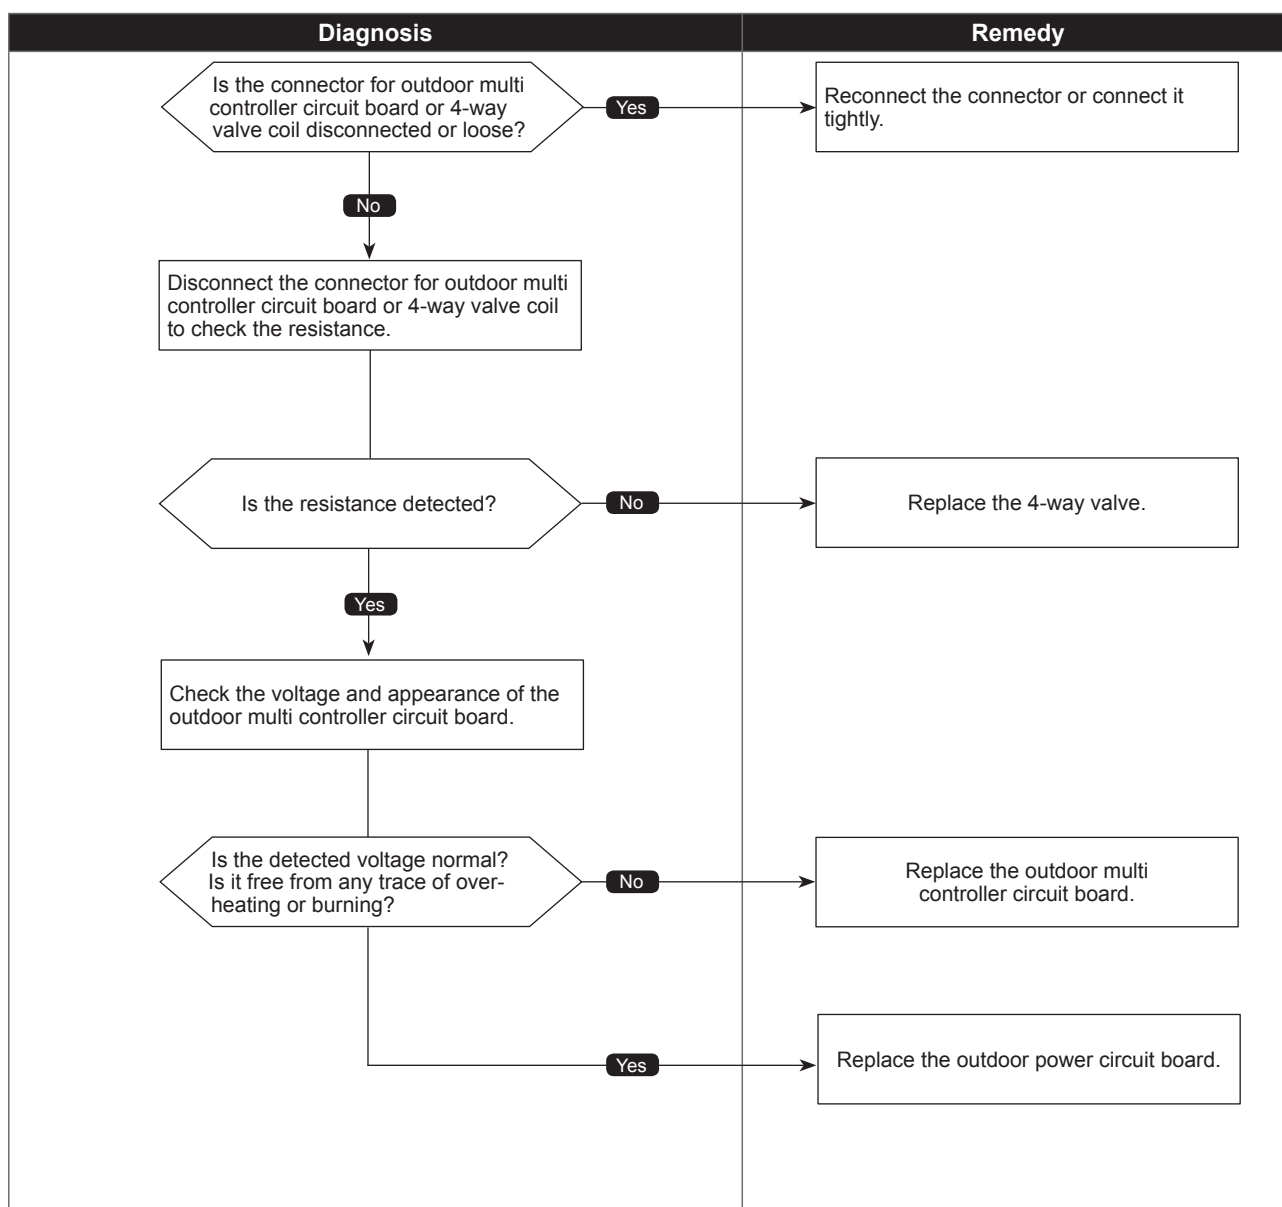 Diagnosis
Remedy
Is the connector for outdoor multi
controller circuit board or 4-way
valve coil disconnected or loose?
Yes
Reconnect the connector or connect it
tightly.
No
Disconnect the connector for outdoor multi
controller circuit board or 4-way valve coil
to check the resistance.
Is the resistance detected?
No
Replace the 4-way valve.
Yes
Check the voltage and appearance of the
outdoor multi controller circuit board.
Is the detected voltage normal?
Is it free from any trace of over-
heating or burning?
No
Replace the outdoor multi
controller circuit board.
Yes
Replace the outdoor power circuit board.